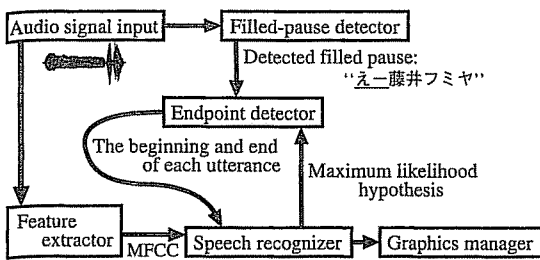 Audio signal input
Filled-pause detector
Detected filled pause:
“えー藤井フミヤ”
Endpoint detector
The beginning and end
of each utterance
Maximum likelihood
hypothesis
Feature
extractor
MFCC
Speech recognizer
Graphics manager